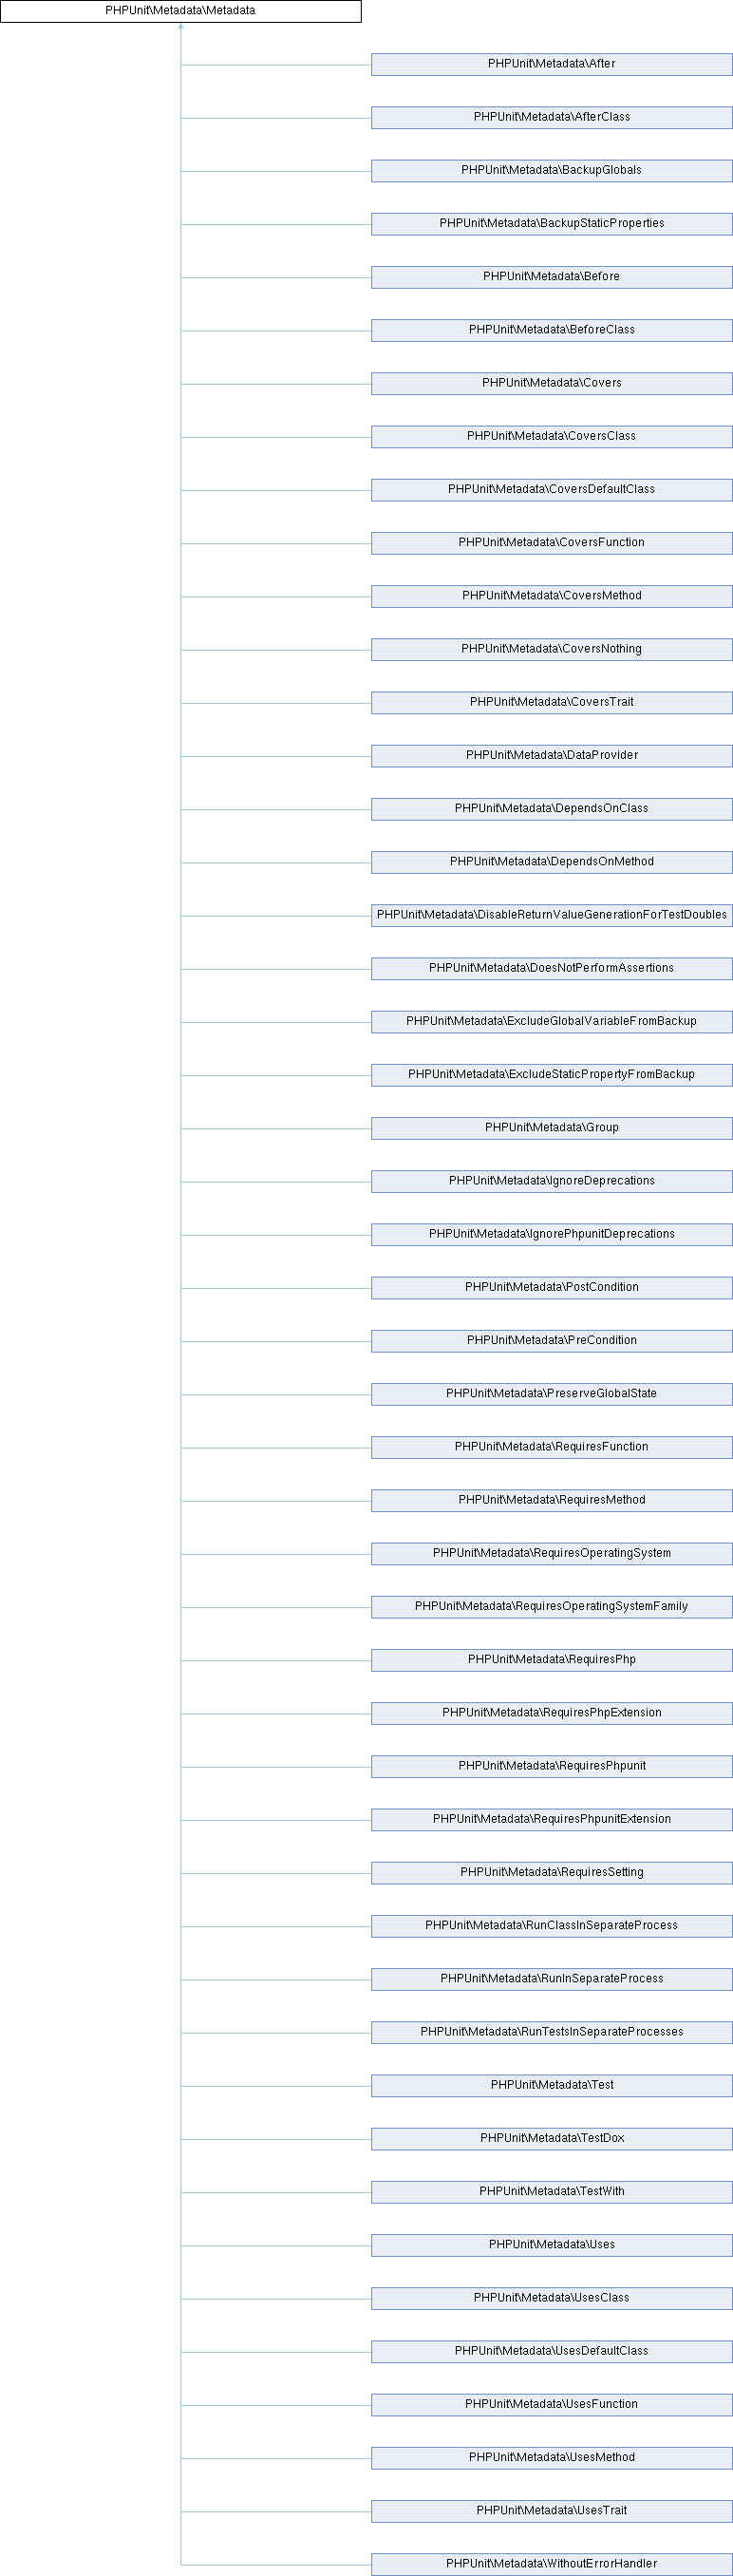 PHPUnit\Metadata\Metadata
PHPUnit\Metadata\After
PHPUnit\Metadata\AfterClass
PHPUnit\Metadata\BackupGlobals
PHPUnit\Metadata\BackupStaticProperties
PHPUnit\Metadata\Before
PHPUnit\Metadata\BeforeClass
PHPUnit\Metadata\Covers
PHPUnit\Metadata\CoversClass
PHPUnit\Metadata\CoversDefaultClass
PHPUnit\Metadata\CoversFunction
PHPUnit\Metadata\CoversMethod
PHPUnit\Metadata\CoversNothing
PHPUnit\Metadata\CoversTrait
PHPUnit\Metadata\DataProvider
PHPUnit\Metadata\DependsOnClass
PHPUnit\Metadata\DependsOnMethod
PHPUnit\Metadata\DisableReturnValueGenerationForTestDoubles
PHPUnit\Metadata\DoesNotPerformAssertions
PHPUnit\Metadata\ExcludeGlobalVariableFromBackup
PHPUnit\Metadata\ExcludeStaticPropertyFromBackup
PHPUnit\Metadata\Group
PHPUnit\Metadata\IgnoreDeprecations
PHPUnit\Metadata\IgnorePhpunitDeprecations
PHPUnit\Metadata\PostCondition
PHPUnit\Metadata\PreCondition
PHPUnit\Metadata\PreserveGlobalState
PHPUnit\Metadata\RequiresFunction
PHPUnit\Metadata\RequiresMethod
PHPUnit\Metadata\RequiresOperatingSystem
PHPUnit\Metadata\RequiresOperatingSystemFamily
PHPUnit\Metadata\RequiresPhp
PHPUnit\Metadata\RequiresPhpExtension
PHPUnit\Metadata\RequiresPhpunit
PHPUnit\Metadata\RequiresPhpunitExtension
PHPUnit\Metadata\RequiresSetting
PHPUnit\Metadata\RunClassInSeparateProcess
PHPUnit\Metadata\RunInSeparateProcess
PHPUnit\Metadata\RunTestsInSeparateProcesses
PHPUnit\Metadata\Test
PHPUnit\Metadata\TestDox
PHPUnit\Metadata\TestWith
PHPUnit\Metadata\Uses
PHPUnit\Metadata\UsesClass
PHPUnit\Metadata\UsesDefaultClass
PHPUnit\Metadata\UsesFunction
PHPUnit\Metadata\UsesMethod
PHPUnit\Metadata\UsesTrait
PHPUnit\Metadata\WithoutErrorHandler